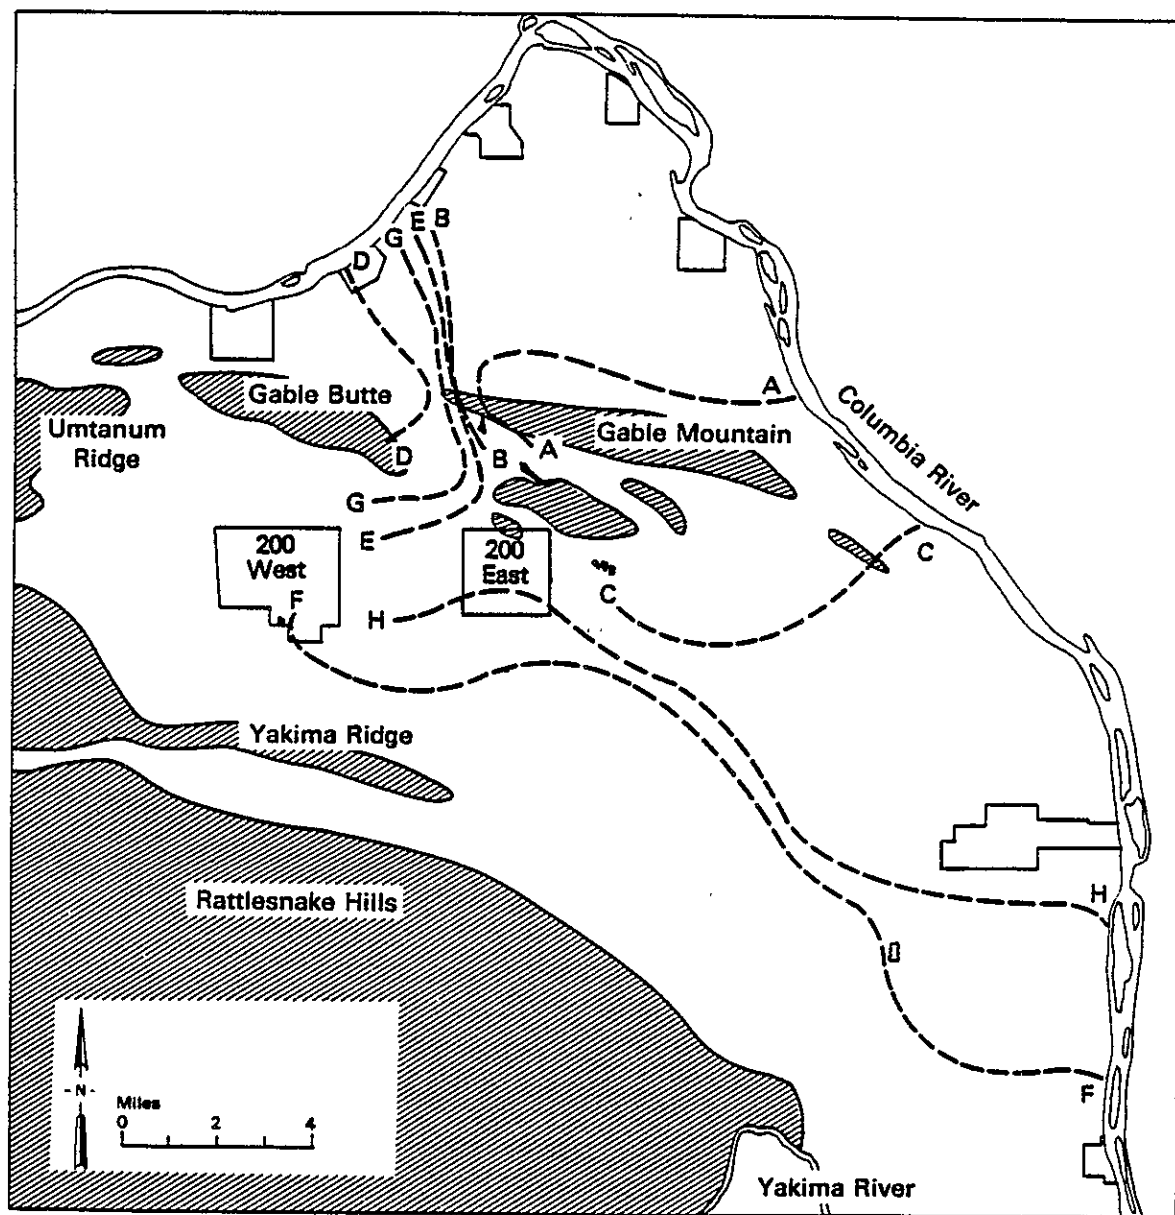 E B
G
D
A
Gable Butte
Columbia River
Umtanum
Ridge
Gable Mountain
D
B
A
G
E
200
West
200
East
C
F
H
C
Yakima Ridge
Rattlesnake Hills
H
-N-
Miles
0 2 4
F
Yakima River